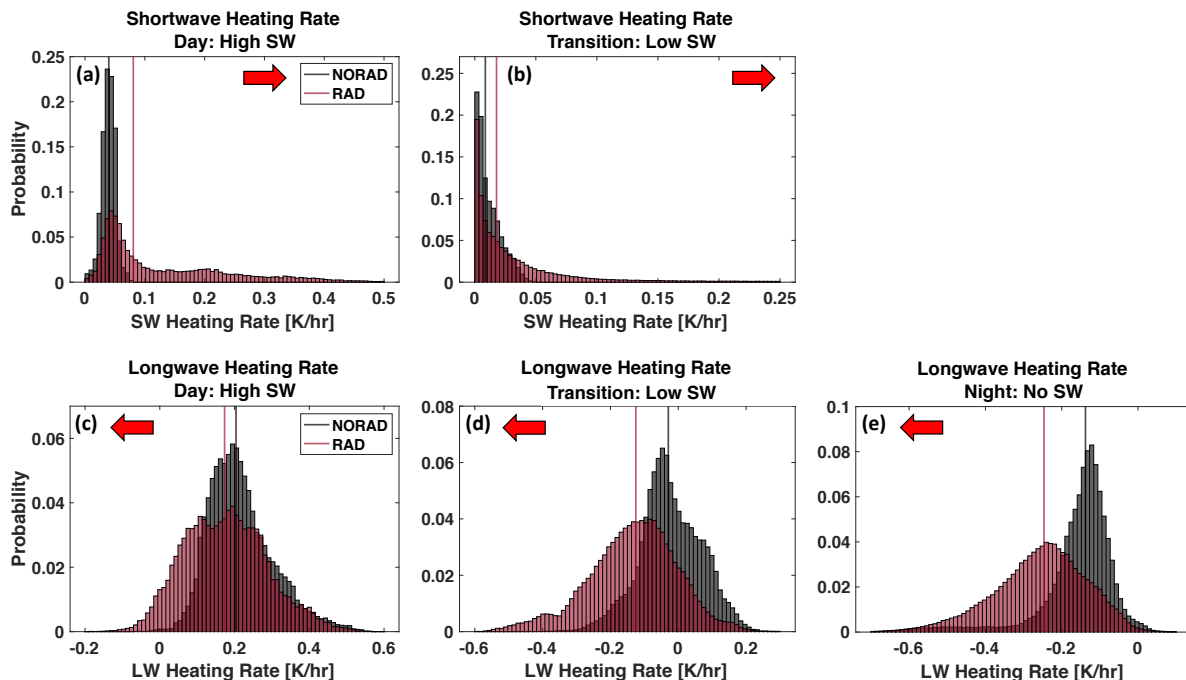 Shortwave Heating Rate
Day: High SW
(a)
NORAD
RAD
0.25
0.2
0.15
0.1
0.05
0
Probability
0 0.1 0.2 0.3 0.4 0.5
SW Heating Rate [K/hr]
Shortwave Heating Rate
Transition: Low SW
(b)
0.25
0.2
0.15
0.1
0.05
0
0 0.05 0.1 0.15 0.2 0.25
SW Heating Rate [K/hr]
Longwave Heating Rate
Day: High SW
(c)
NORAD
RAD
0.06
0.04
0.02
0
Probability
-0.2 0 0.2 0.4 0.6
LW Heating Rate [K/hr]
Longwave Heating Rate
Transition: Low SW
(d)
0.08
0.06
0.04
0.02
0
-0.6 -0.4 -0.2 0 0.2
LW Heating Rate [K/hr]
Longwave Heating Rate
Night: No SW
(e)
0.1
0.08
0.06
0.04
0.02
0
-0.6 -0.4 -0.2 0
LW Heating Rate [K/hr]